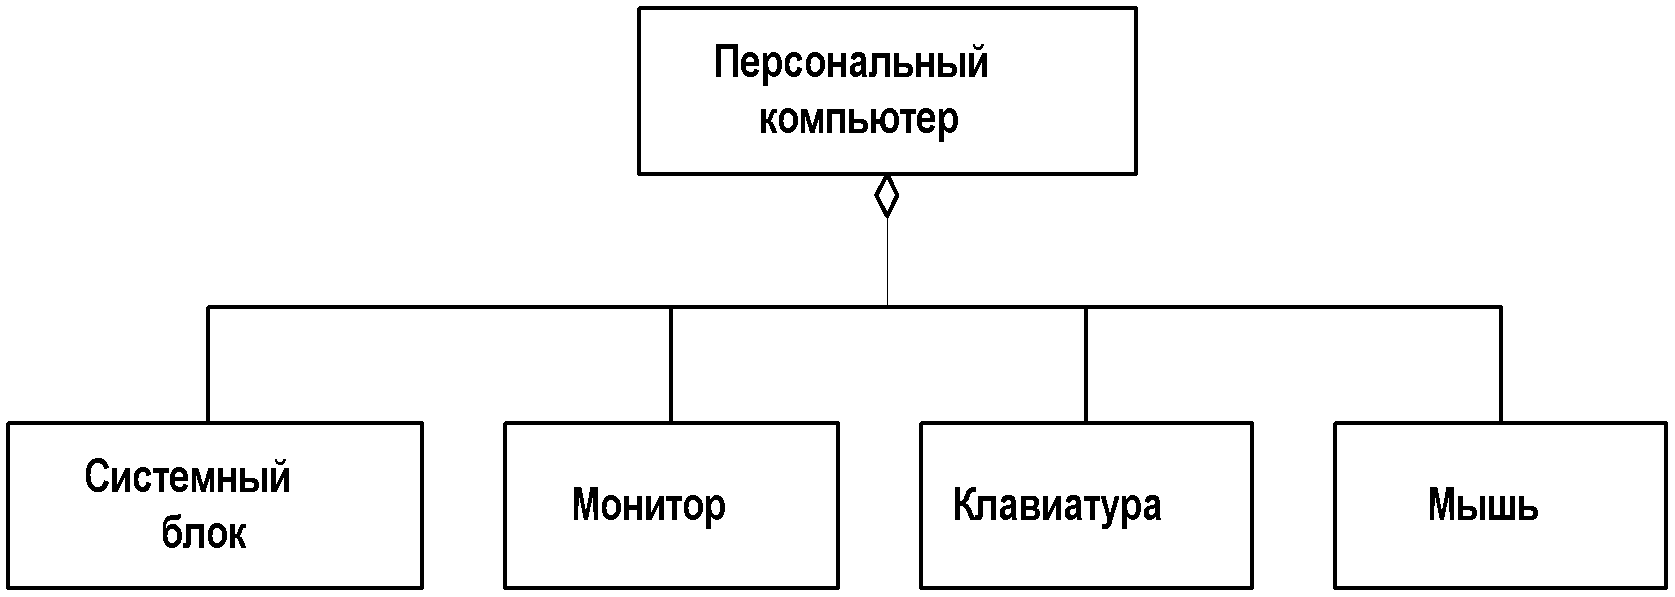 Персональный
компьютер
Системный
блок
Монитор
Клавиатура
Мышь